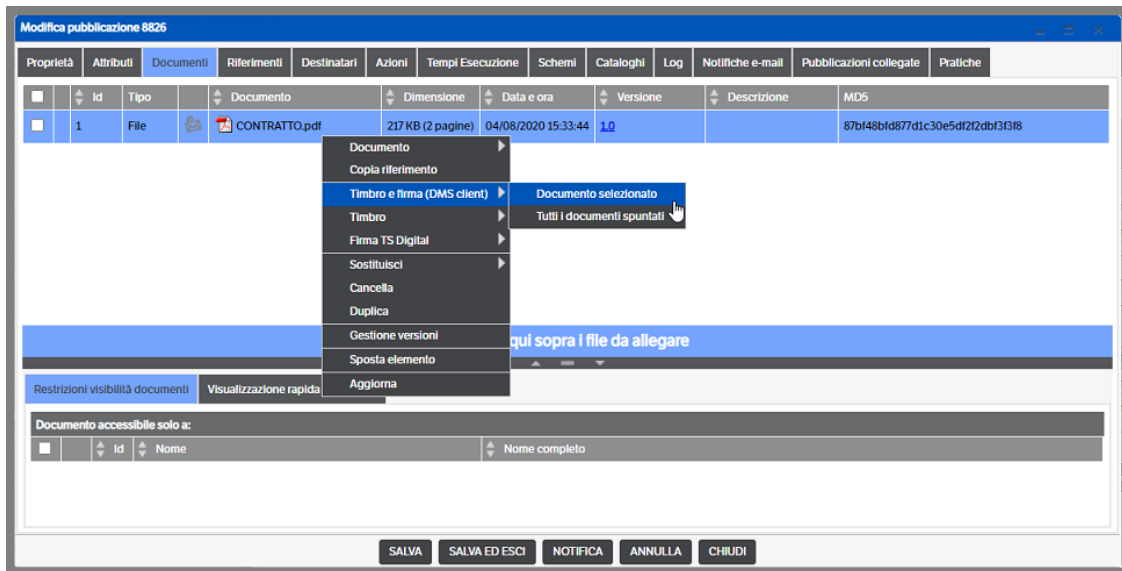 Modifica pubblicazione 8826
Proprietà Attributi Documenti Riferimenti Destinatari Azioni Tempi Esecuzione Schemi Cataloghi Log Notifiche e-mail Pubblicazioni collegate Pratiche
Id Tipo Documento Dimensione Data e ora Versione Descrizione MD5
1 File CONTRATTO.pdf 217 KB (2 pagine) 04/08/2020 15:33:44 1.0 87bf48bfd877d1c30e5df2f2dbf3f3f8
Documento
Copia riferimento
Timbro e firma (DMS client) Documento selezionato
Timbro Tutti i documenti spuntati
Firma TS Digital
Sostituisci
Cancella
Duplica
Gestione versioni
qui sopra i file da allegare
Sposta elemento
Aggiorna
Restrizioni visibilità documenti Visualizzazione rapida
Documento accessibile solo a:
Id Nome Nome completo
SALVA SALVA ED ESCI NOTIFICA ANNULLA CHIUDI